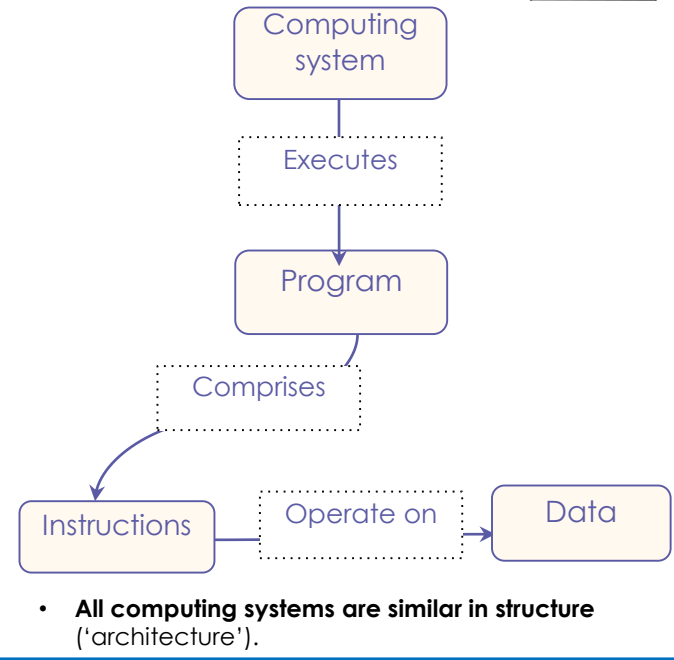 Computing
system
Executes
Program
Comprises
Instructions
Operate on
Data
• All computing systems are similar in structure
(‘architecture’).